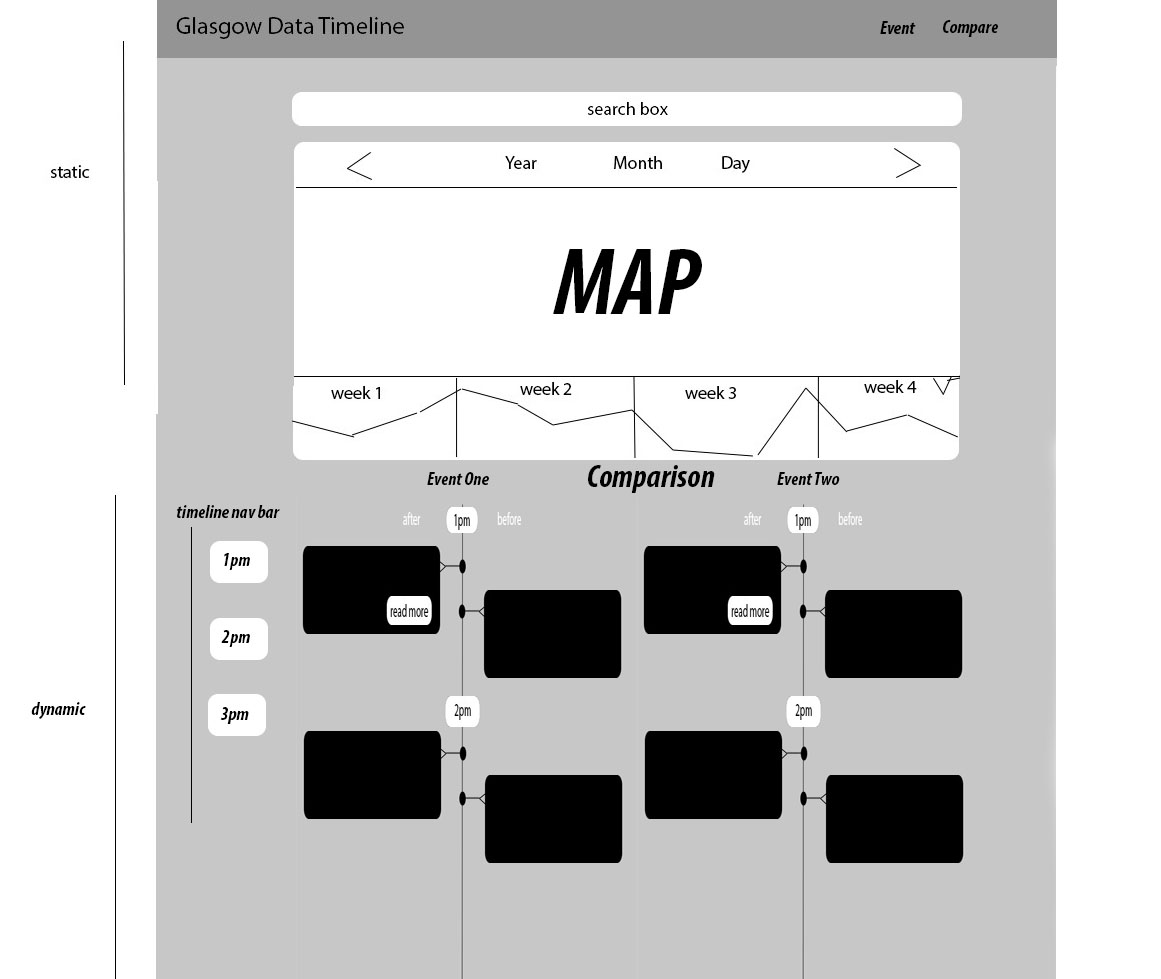 Glasgow Data Timeline
Event Compare
search box
static
Year Month Day
MAP
week 1 week 2 week 3 week 4
Event One Comparison Event Two
timeline nav bar
after 1pm before after 1pm before
1pm
read more read more
2pm
dynamic
3pm
2pm 2pm